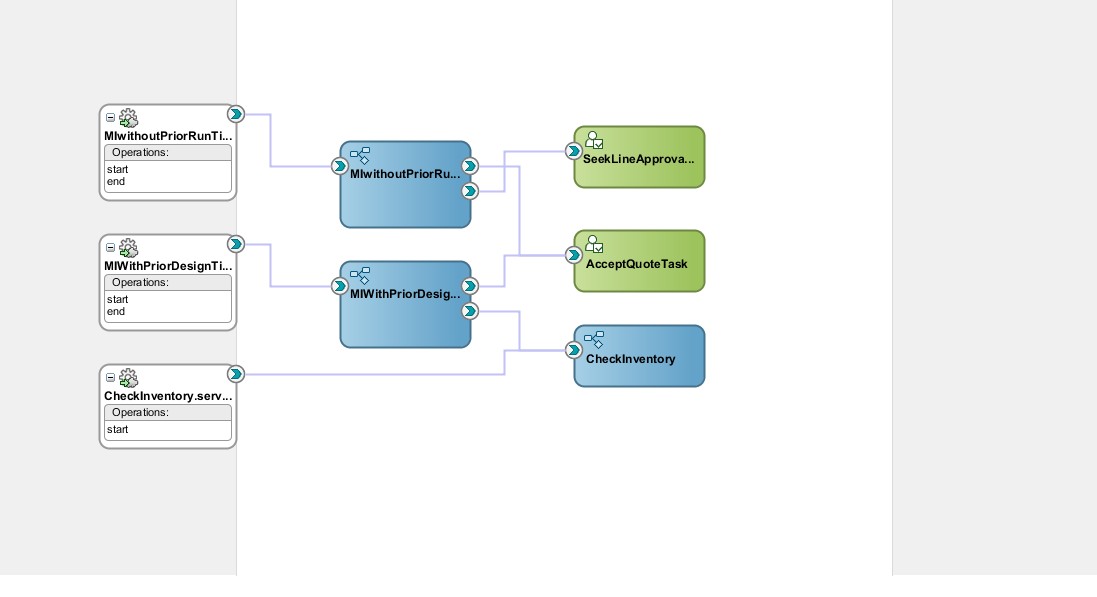 MIwithoutPriorRunTi...
Operations:
start
end
MIWithPriorDesignTi...
Operations:
start
end
CheckInventory.serv...
Operations:
start
MIwithoutPriorRu...
MIWithPriorDesig...
SeekLineApprova...
AcceptQuoteTask
CheckInventory